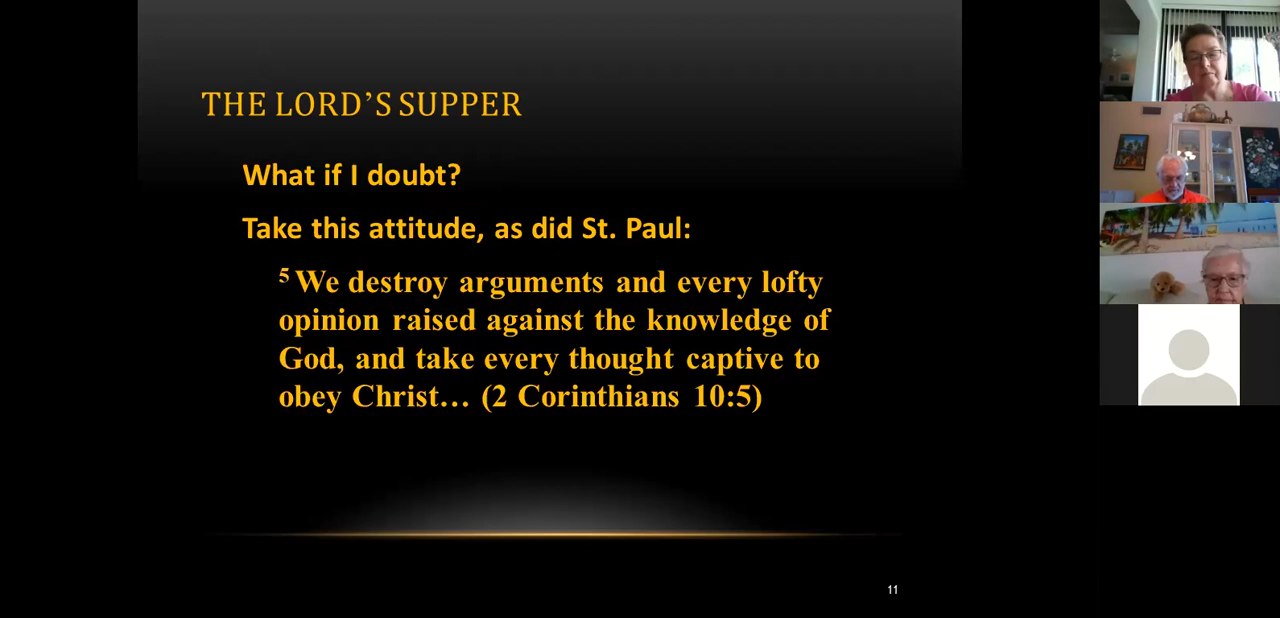 THE LORD’S SUPPER
What if I doubt?
Take this attitude, as did St. Paul:
5 We destroy arguments and every lofty
opinion raised against the knowledge of
God, and take every thought captive to
obey Christ… (2 Corinthians 10:5)
11